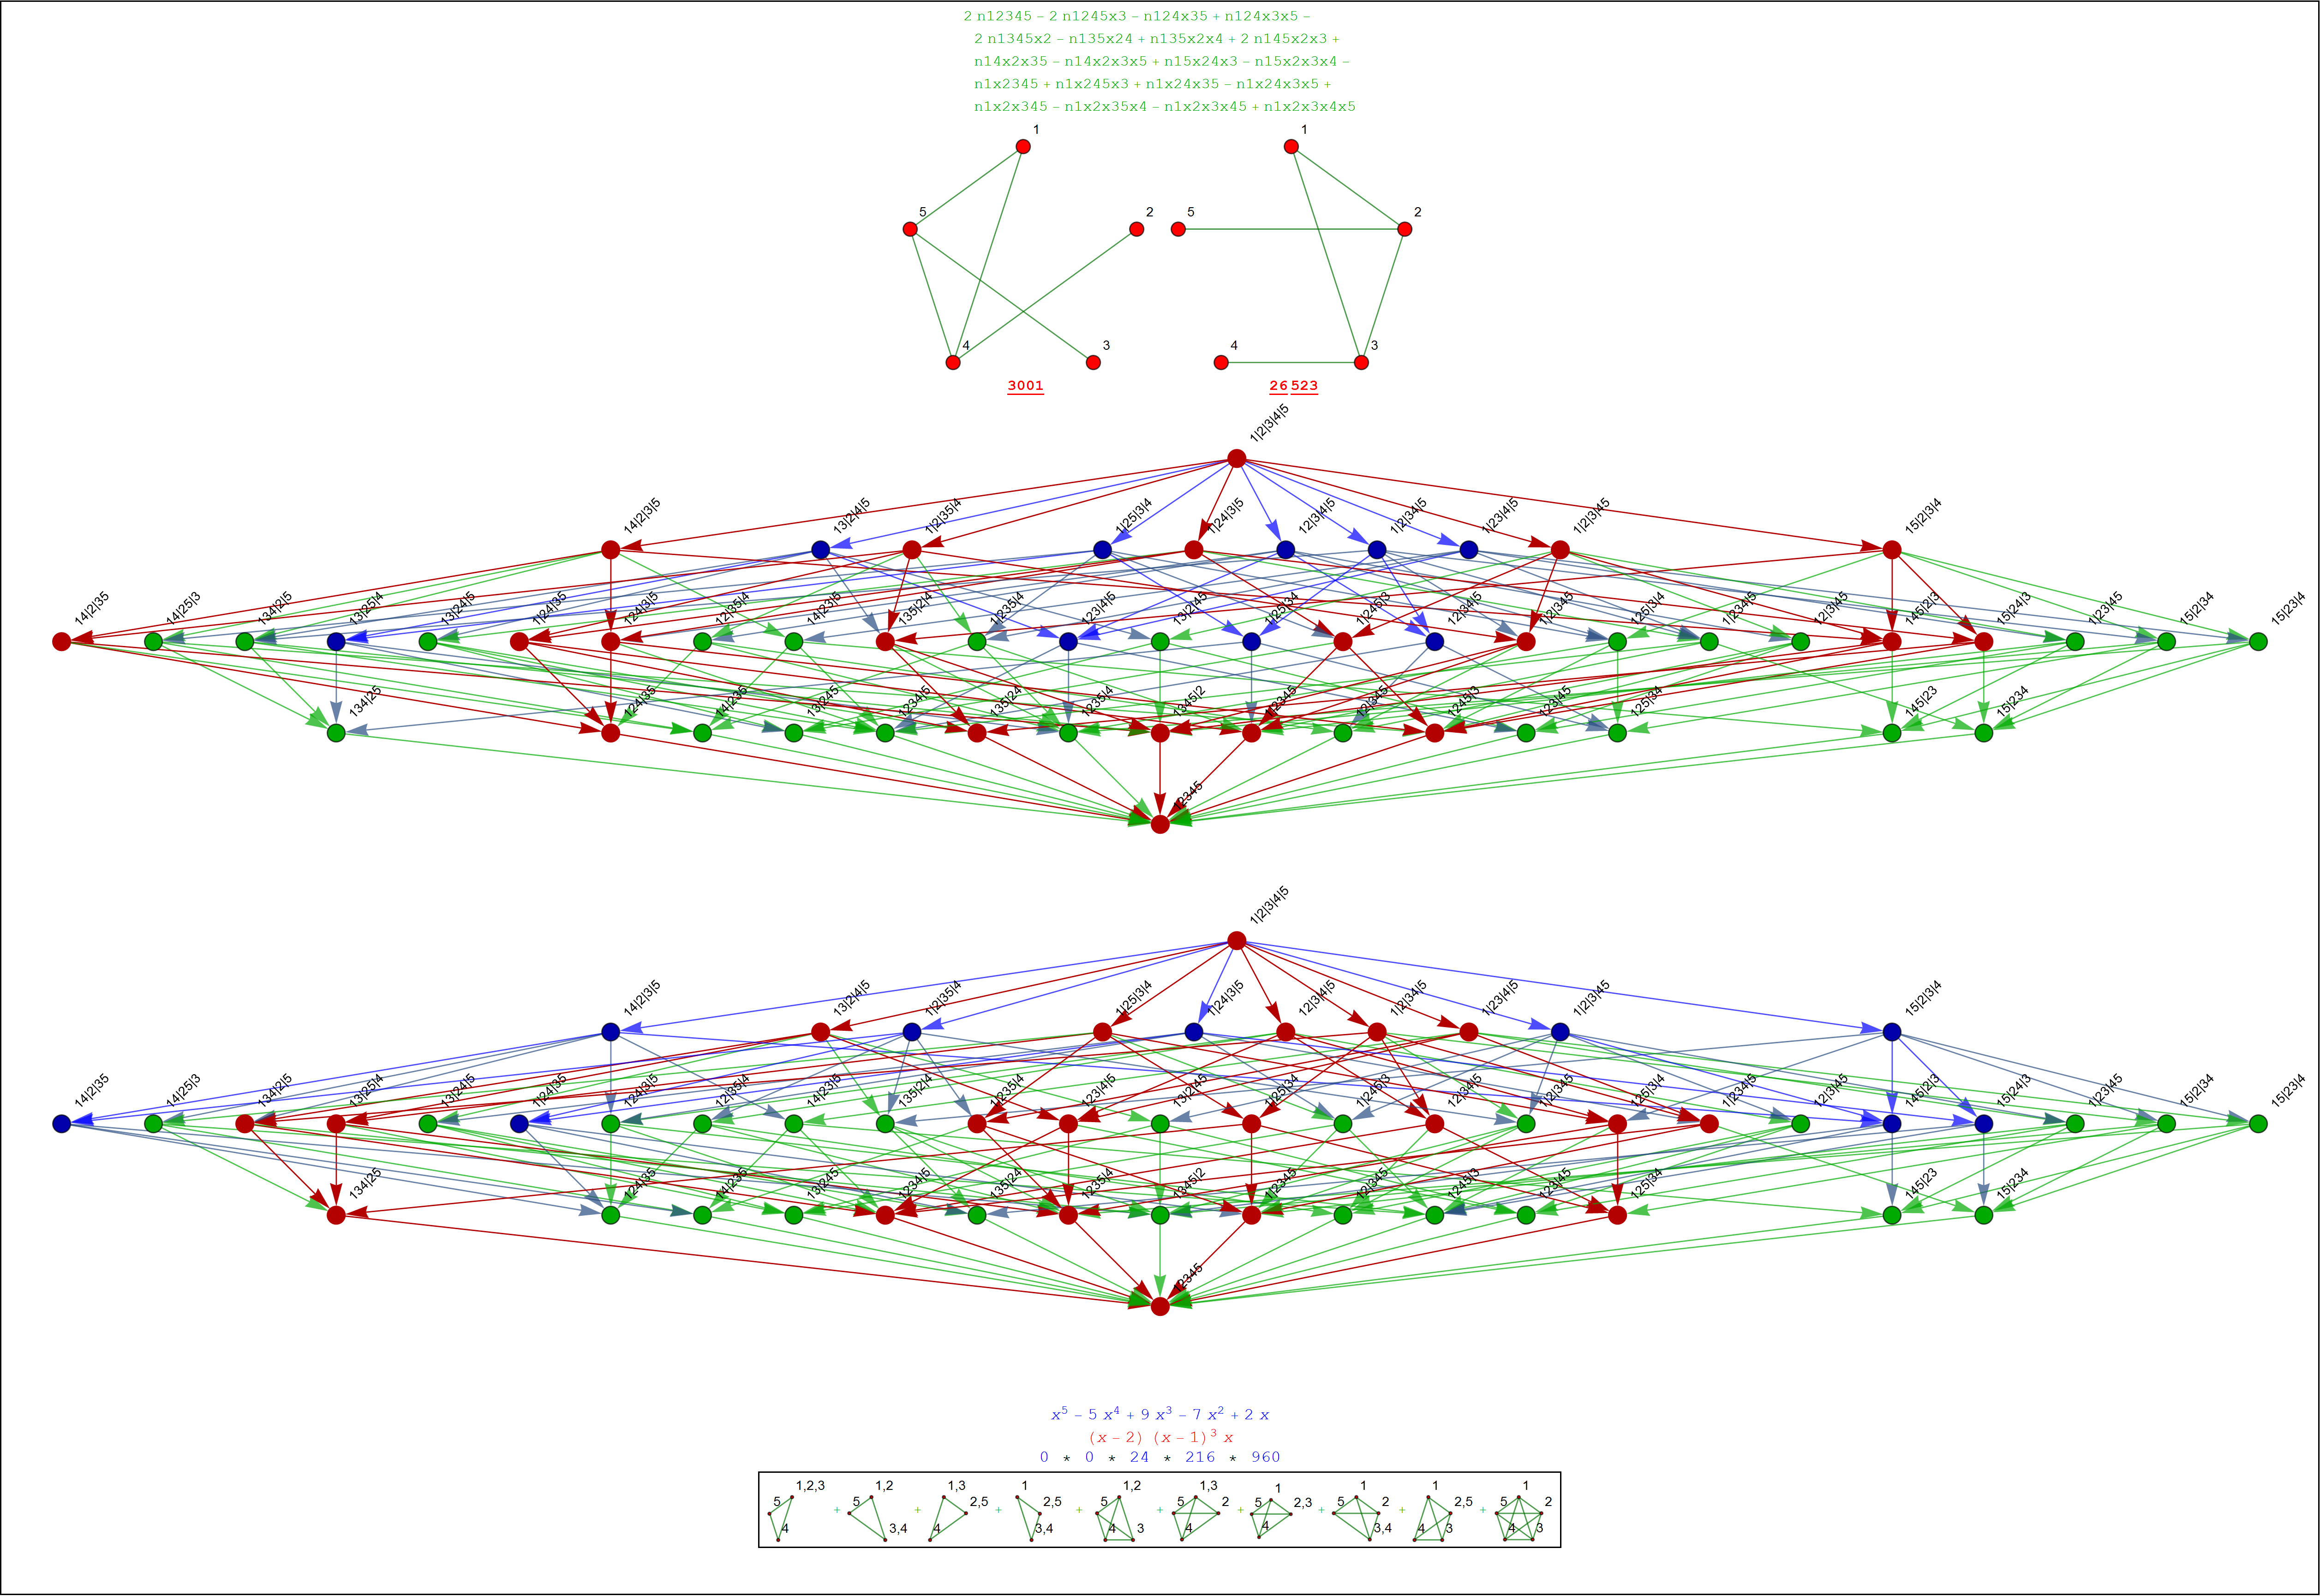 2 n12345 − 2 n1245x3 − n124x35 + n124x3x5 −
2 n1345x2 − n135x24 + n135x2x4 + 2 n145x2x3 +
n14x2x35 − n14x2x3x5 + n15x24x3 − n15x2x3x4 −
n1x2345 + n1x245x3 + n1x24x35 − n1x24x3x5 +
n1x2x345 − n1x2x35x4 − n1x2x3x45 + n1x2x3x4x5
1 1
5 2 5 2
4 3 4 3
3001 26 523
1|2|3|4|5
14|2|3|5 13|2|4|5 1|2|35|4 1|25|3|4 1|24|3|5 12|3|4|5 1|2|34|5 1|23|4|5 1|2|3|45 15|2|3|4
14|2|35 14|25|3 134|2|5 13|25|4 13|24|5 1|24|35 124|3|5 12|35|4 14|23|5 135|2|4 1|235|4 123|4|5 13|2|45 1|25|34 1|245|3 12|34|5 1|2|345 125|3|4 1|234|5 12|3|45 145|2|3 15|24|3 1|23|45 15|2|34 15|23|4
134|25 124|35 14|235 13|245 1234|5 135|24 1235|4 1345|2 1|2345 12|345 1245|3 123|45 125|34 145|23 15|234
12345
1|2|3|4|5
14|2|3|5 13|2|4|5 1|2|35|4 1|25|3|4 1|24|3|5 12|3|4|5 1|2|34|5 1|23|4|5 1|2|3|45 15|2|3|4
14|2|35 14|25|3 134|2|5 13|25|4 13|24|5 1|24|35 124|3|5 12|35|4 14|23|5 135|2|4 1|235|4 123|4|5 13|2|45 1|25|34 1|245|3 12|34|5 1|2|345 125|3|4 1|234|5 12|3|45 145|2|3 15|24|3 1|23|45 15|2|34 15|23|4
134|25 124|35 14|235 13|245 1234|5 135|24 1235|4 1345|2 1|2345 12|345 1245|3 123|45 125|34 145|23 15|234
12345
x⁵ − 5 x⁴ + 9 x³ − 7 x² + 2 x
(x − 2) (x − 1)³ x
0 * 0 * 24 * 216 * 960
1,2,3 5 4 + 1,2 5 3,4 + 1,3 2,5 4 + 1 2,5 3,4 + 1,2 5 4 3 + 1,3 5 2 4 + 1 5 2,3 4 + 1 5 2 3,4 + 1 2,5 4 3 + 1 5 2 4 3